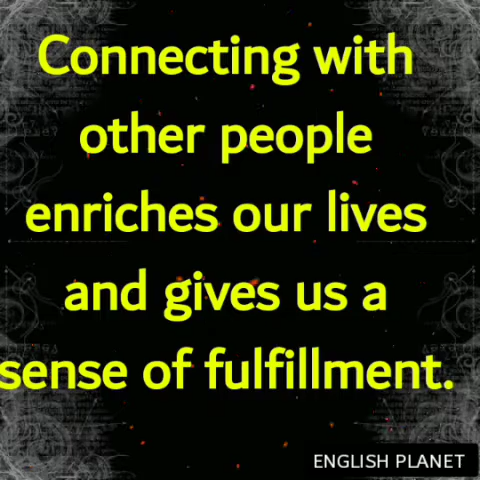 Connecting with
other people
enriches our lives
and gives us a
sense of fulfillment.
ENGLISH PLANET